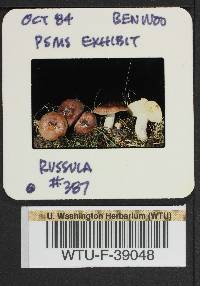 OCT 84 BEN WOO
PSMS EXHIBIT
RUSSULA
#387
U. Washington Herbarium (WTU)
WTU-F-39048